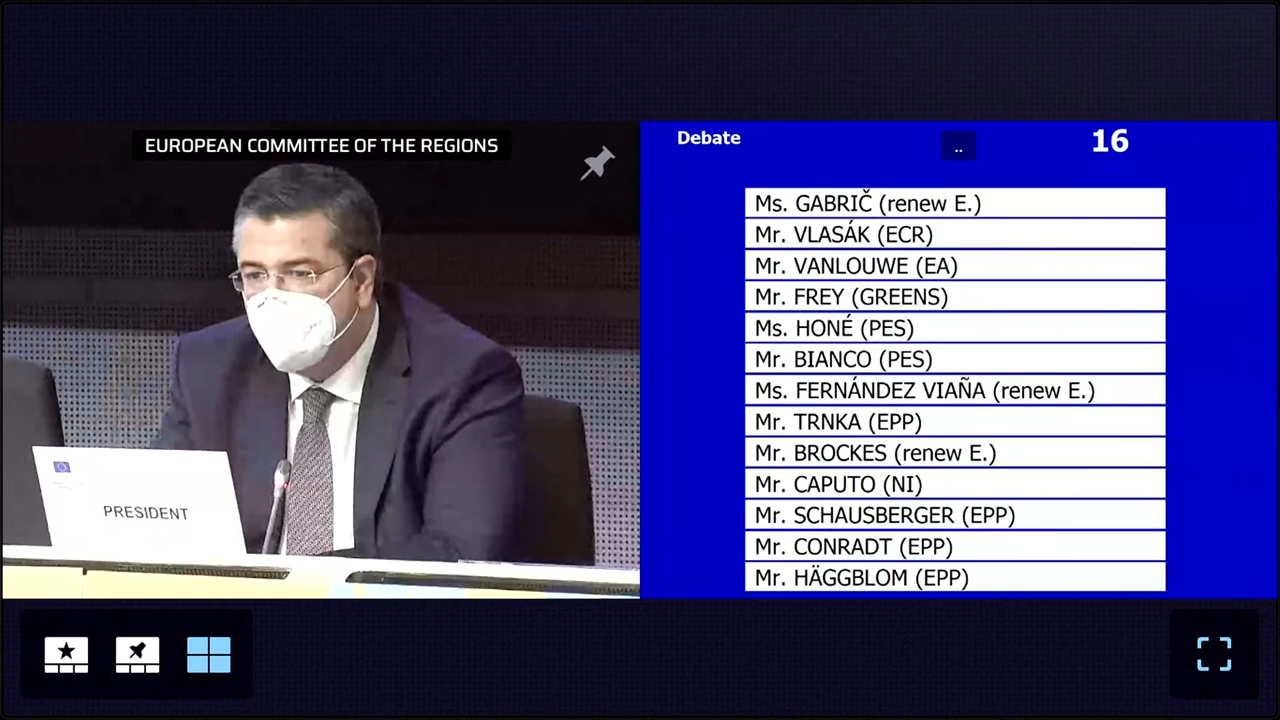 EUROPEAN COMMITTEE OF THE REGIONS
PRESIDENT
Debate
..
16
Ms. GABRIČ (renew E.)
Mr. VLASÁK (ECR)
Mr. VANLOUWE (EA)
Mr. FREY (GREENS)
Ms. HONÉ (PES)
Mr. BIANCO (PES)
Ms. FERNÁNDEZ VIAÑA (renew E.)
Mr. TRNKA (EPP)
Mr. BROCKES (renew E.)
Mr. CAPUTO (NI)
Mr. SCHAUSBERGER (EPP)
Mr. CONRADT (EPP)
Mr. HÄGGBLOM (EPP)